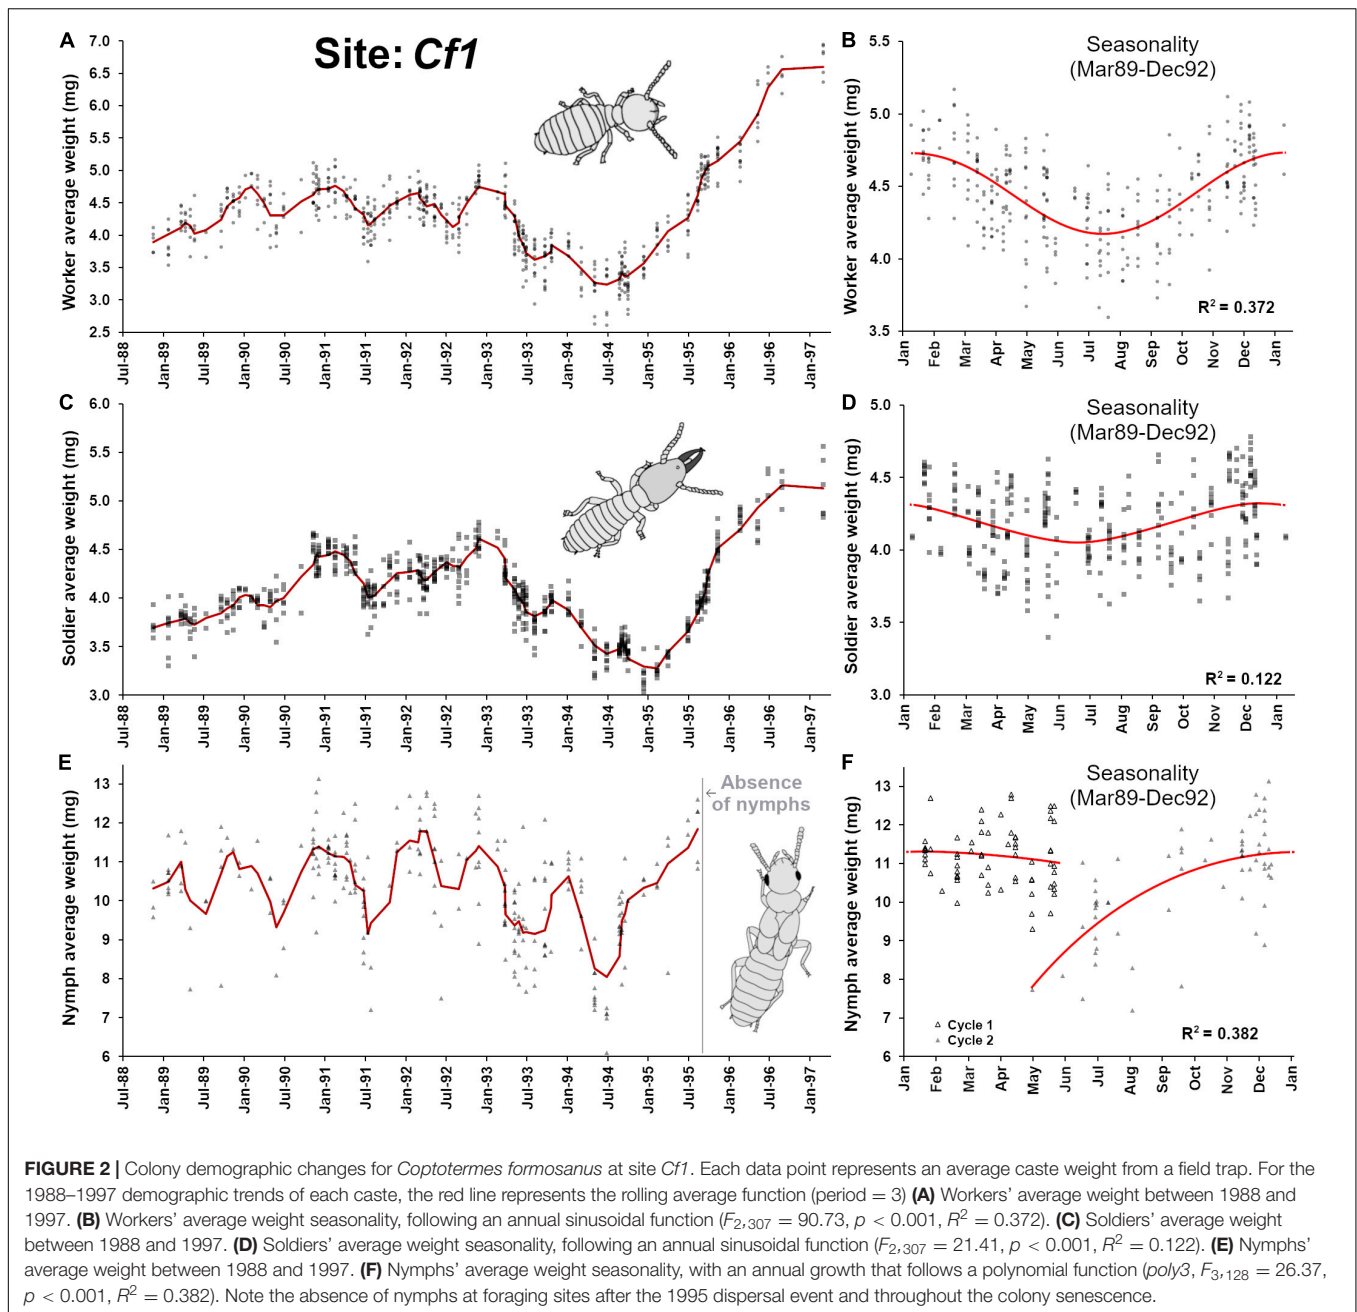 A
Site: Cf1
Worker average weight (mg)
7.0
6.5
6.0
5.5
5.0
4.5
4.0
3.5
3.0
2.5
Jul-88
Jan-89
Jul-89
Jan-90
Jul-90
Jan-91
Jul-91
Jan-92
Jul-92
Jan-93
Jul-93
Jan-94
Jul-94
Jan-95
Jul-95
Jan-96
Jul-96
Jan-97
B
Seasonality
(Mar89-Dec92)
Worker average weight (mg)
5.5
5.0
4.5
4.0
3.5
R² = 0.372
Jan
Feb
Mar
Apr
May
Jun
Jul
Aug
Sep
Oct
Nov
Dec
Jan
C
Soldier average weight (mg)
6.0
5.5
5.0
4.5
4.0
3.5
3.0
Jul-88
Jan-89
Jul-89
Jan-90
Jul-90
Jan-91
Jul-91
Jan-92
Jul-92
Jan-93
Jul-93
Jan-94
Jul-94
Jan-95
Jul-95
Jan-96
Jul-96
Jan-97
D
Seasonality
(Mar89-Dec92)
Soldier average weight (mg)
5.0
4.5
4.0
3.5
3.0
R² = 0.122
Jan
Feb
Mar
Apr
May
Jun
Jul
Aug
Sep
Oct
Nov
Dec
Jan
E
Nymph average weight (mg)
13
12
11
10
9
8
7
6
Absence
of nymphs
Jul-88
Jan-89
Jul-89
Jan-90
Jul-90
Jan-91
Jul-91
Jan-92
Jul-92
Jan-93
Jul-93
Jan-94
Jul-94
Jan-95
Jul-95
Jan-96
Jul-96
Jan-97
F
Seasonality
(Mar89-Dec92)
Nymph average weight (mg)
13
12
11
10
9
8
7
6
Cycle 1
Cycle 2
R² = 0.382
Jan
Feb
Mar
Apr
May
Jun
Jul
Aug
Sep
Oct
Nov
Dec
Jan
FIGURE 2 | Colony demographic changes for Coptotermes formosanus at site Cf1. Each data point represents an average caste weight from a field trap. For the
1988–1997 demographic trends of each caste, the red line represents the rolling average function (period = 3) (A) Workers' average weight between 1988 and
1997. (B) Workers' average weight seasonality, following an annual sinusoidal function (F2,307 = 90.73, p < 0.001, R² = 0.372). (C) Soldiers' average weight
between 1988 and 1997. (D) Soldiers' average weight seasonality, following an annual sinusoidal function (F2,307 = 21.41, p < 0.001, R² = 0.122). (E) Nymphs'
average weight between 1988 and 1997. (F) Nymphs' average weight seasonality, with an annual growth that follows a polynomial function (poly3, F3,128 = 26.37,
p < 0.001, R² = 0.382). Note the absence of nymphs at foraging sites after the 1995 dispersal event and throughout the colony senescence.